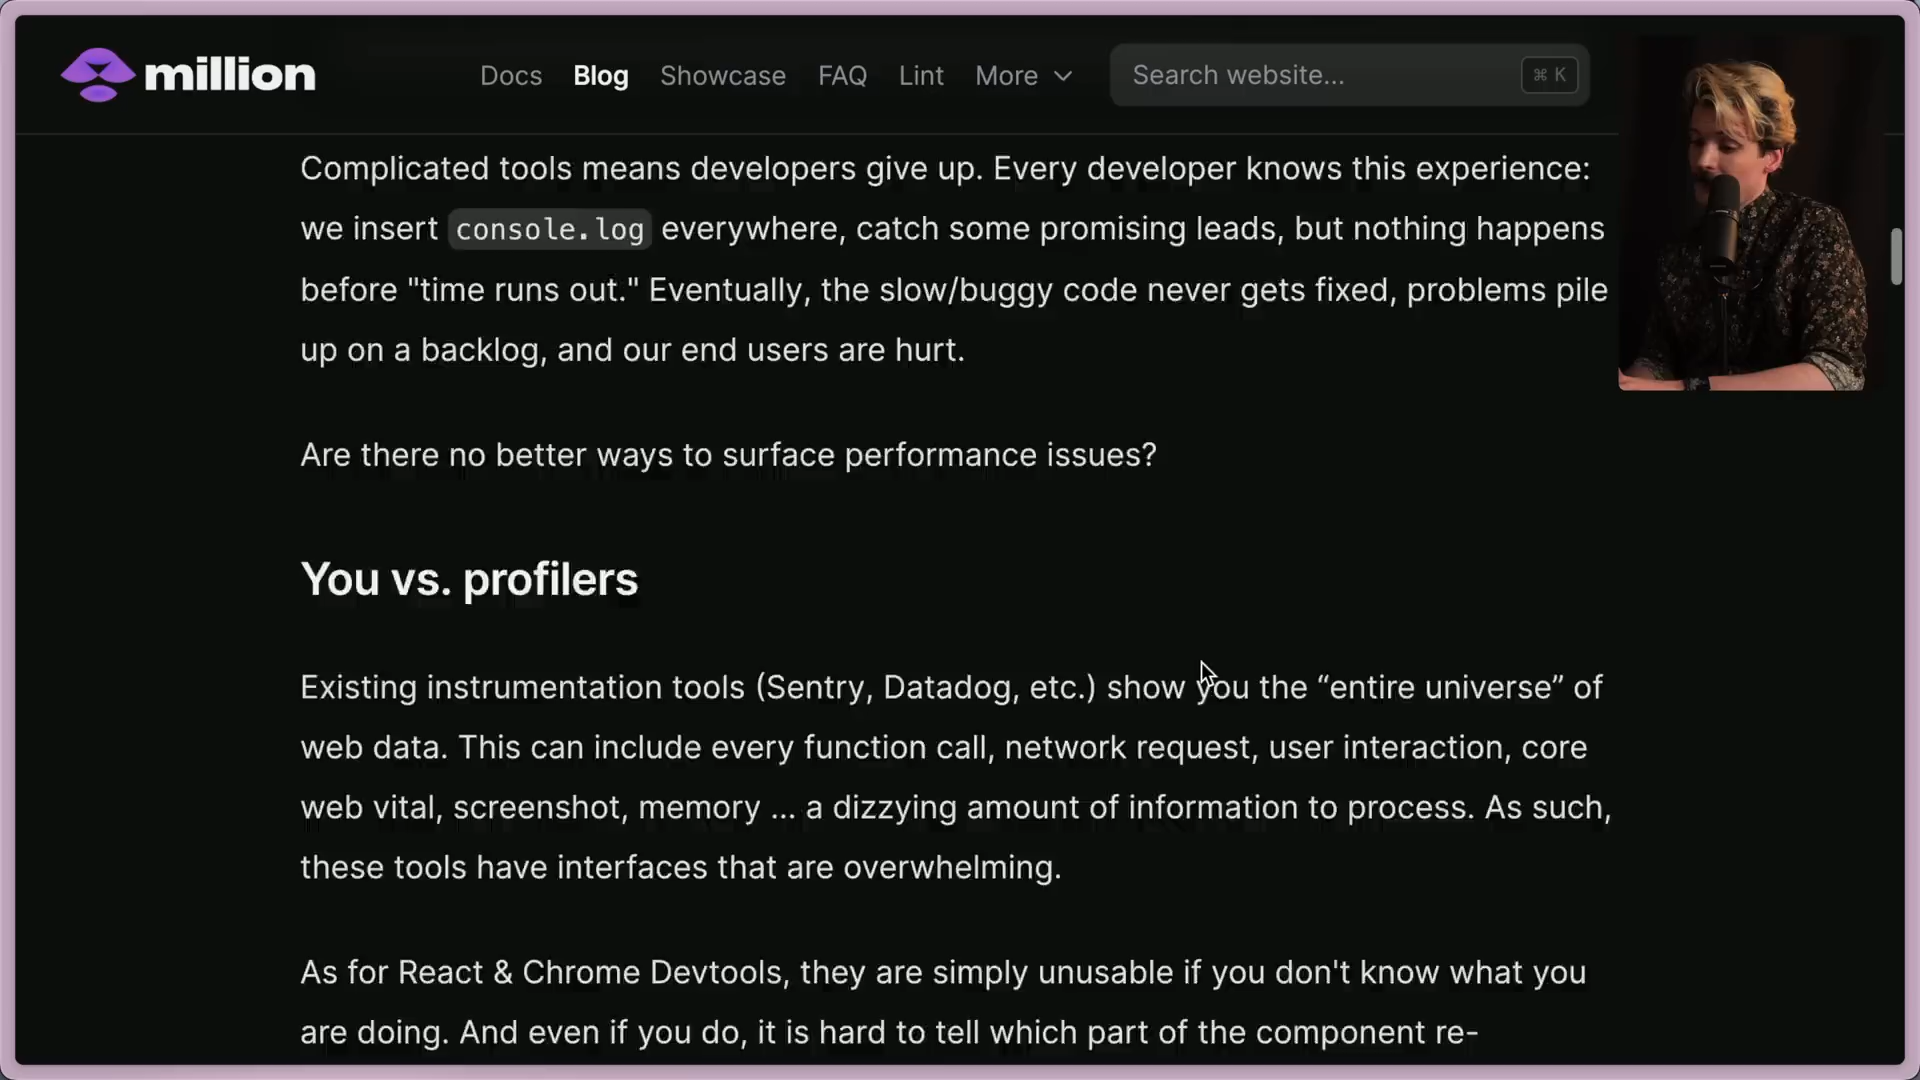 million
Docs Blog Showcase FAQ Lint More Search website... ⌘ K
Complicated tools means developers give up. Every developer knows this experience:
we insert console.log everywhere, catch some promising leads, but nothing happens
before "time runs out." Eventually, the slow/buggy code never gets fixed, problems pile
up on a backlog, and our end users are hurt.
Are there no better ways to surface performance issues?
You vs. profilers
Existing instrumentation tools (Sentry, Datadog, etc.) show you the “entire universe” of
web data. This can include every function call, network request, user interaction, core
web vital, screenshot, memory ... a dizzying amount of information to process. As such,
these tools have interfaces that are overwhelming.
As for React & Chrome Devtools, they are simply unusable if you don't know what you
are doing. And even if you do, it is hard to tell which part of the component re-